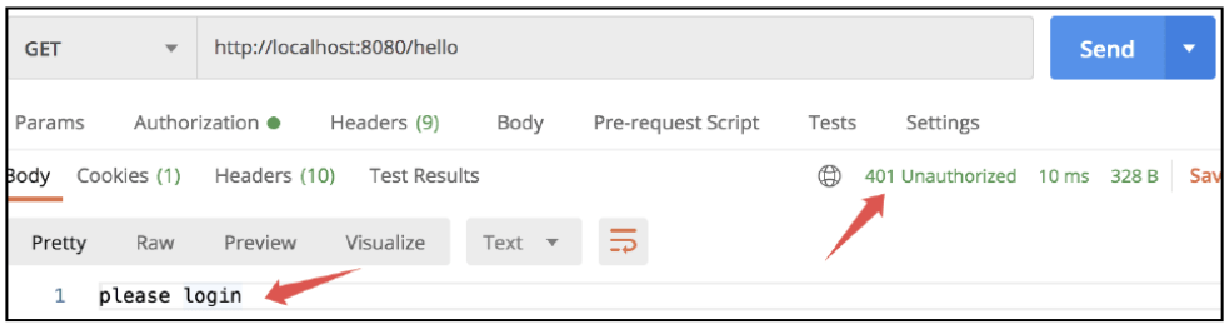 GET http://localhost:8080/hello Send
Params Authorization Headers (9) Body Pre-request Script Tests Settings
Body Cookies (1) Headers (10) Test Results 401 Unauthorized 10 ms 328 B Sav
Pretty Raw Preview Visualize Text
1 please login